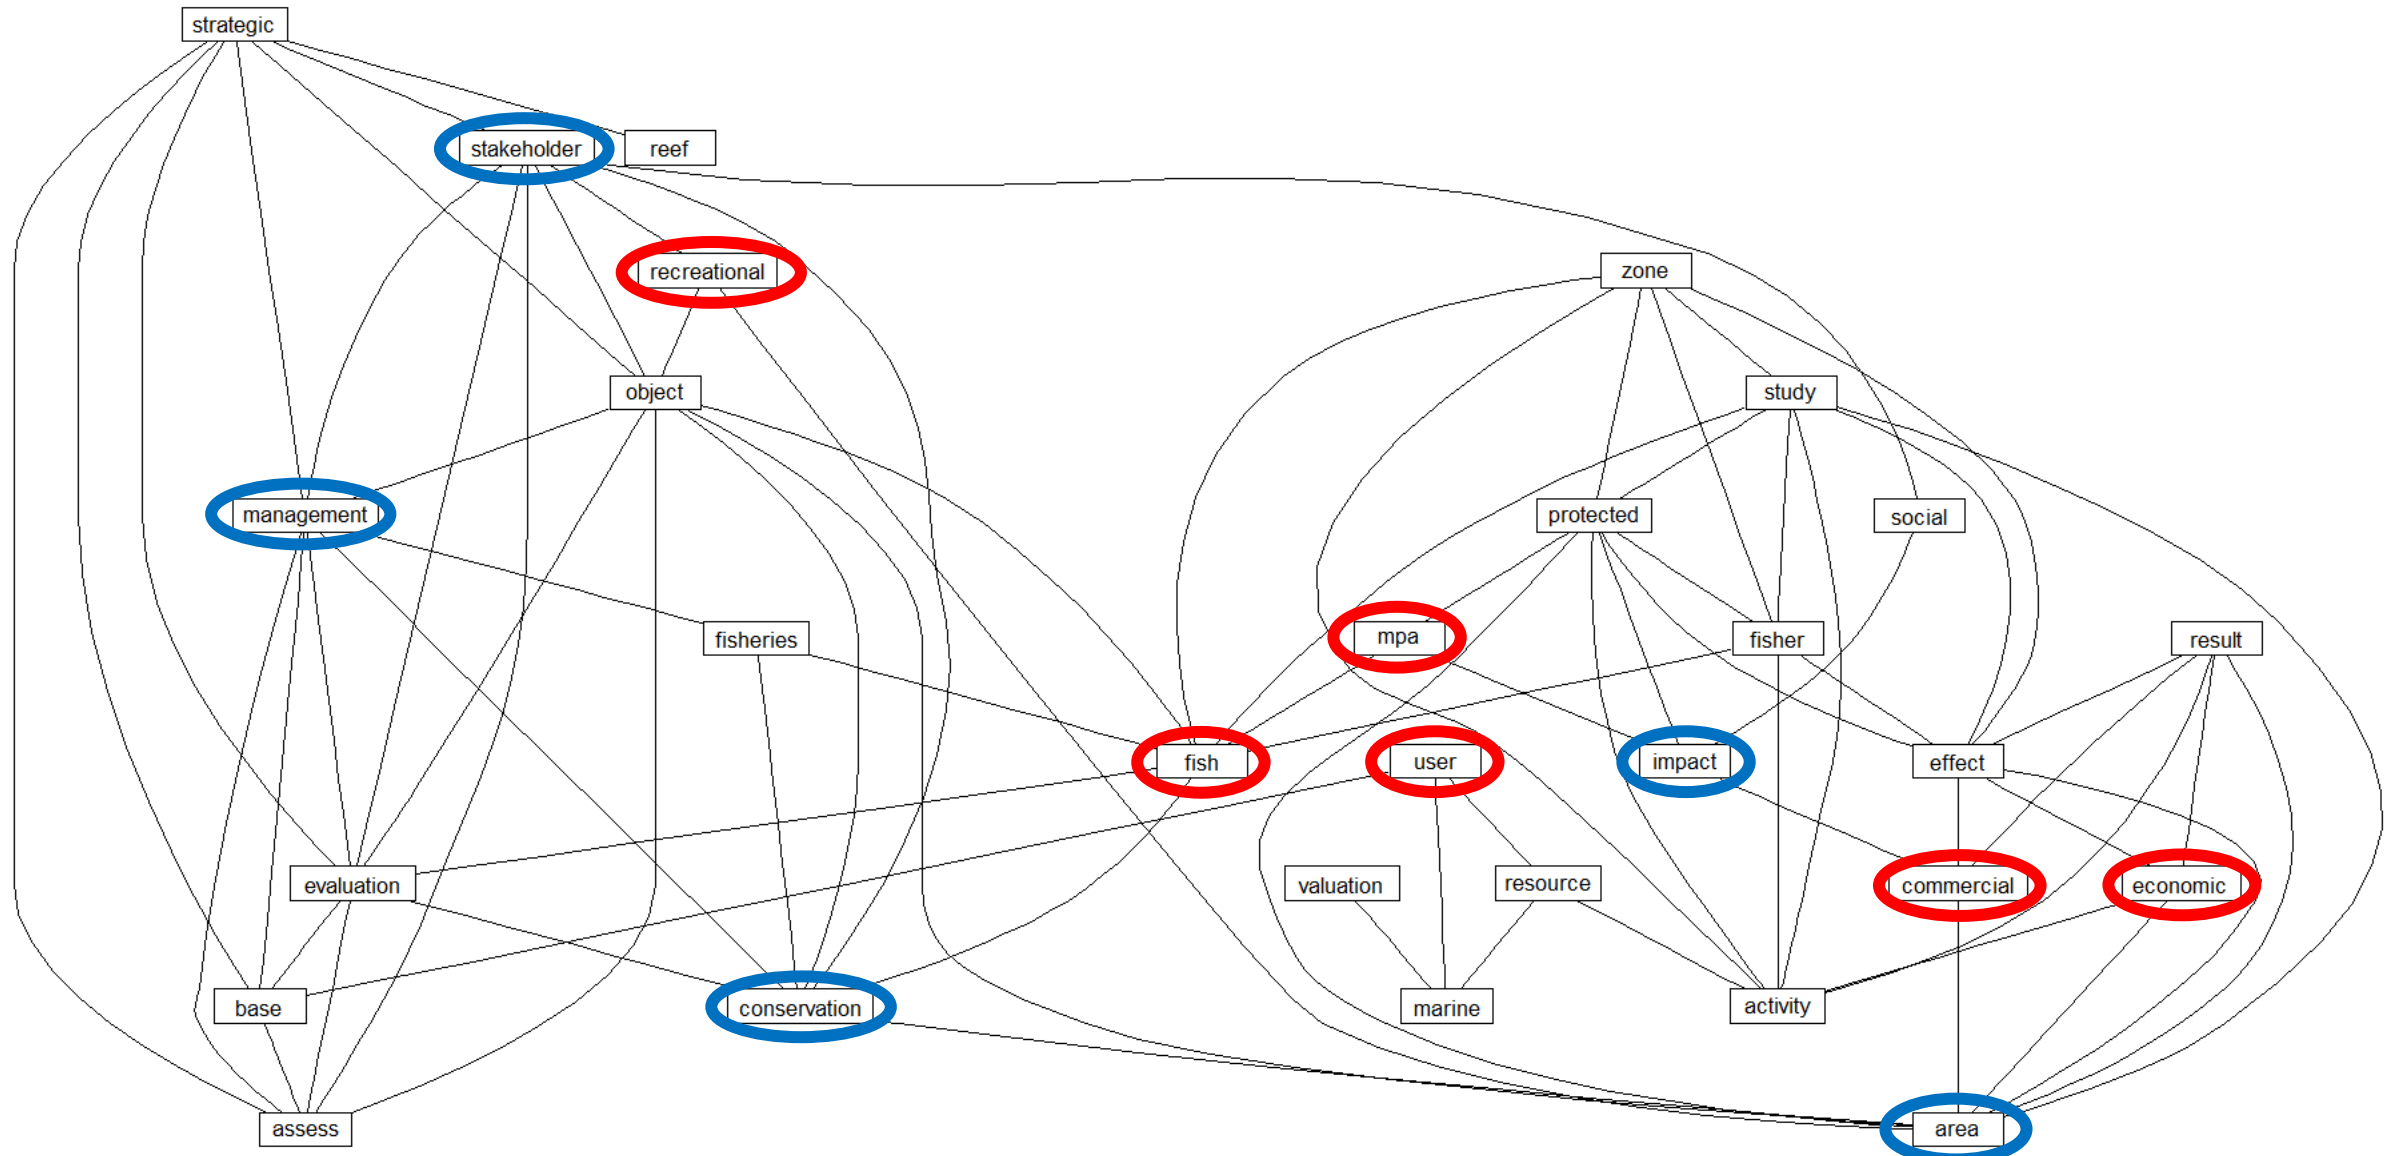 strategic
stakeholder
reef
recreational
zone
object
study
management
protected
social
fisheries
mpa
fisher
result
fish
user
impact
effect
evaluation
valuation
resource
commercial
economic
base
conservation
marine
activity
assess
area